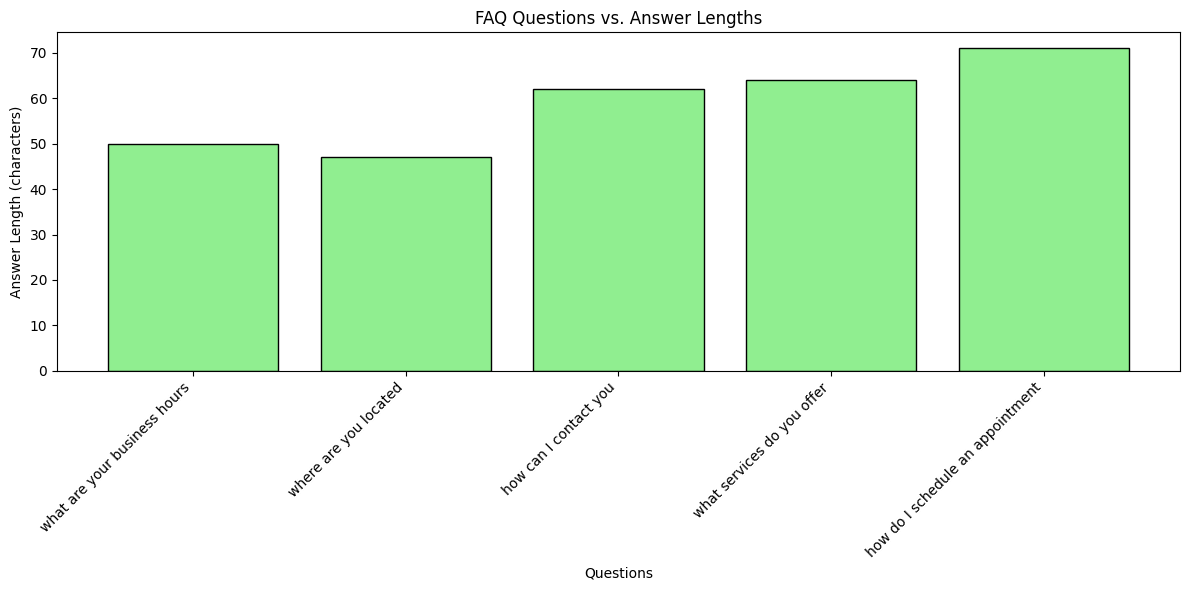 FAQ Questions vs. Answer Lengths
Answer Length (characters)
70
60
50
40
30
20
10
0
what are your business hours
where are you located
how can I contact you
what services do you offer
how do I schedule an appointment
Questions